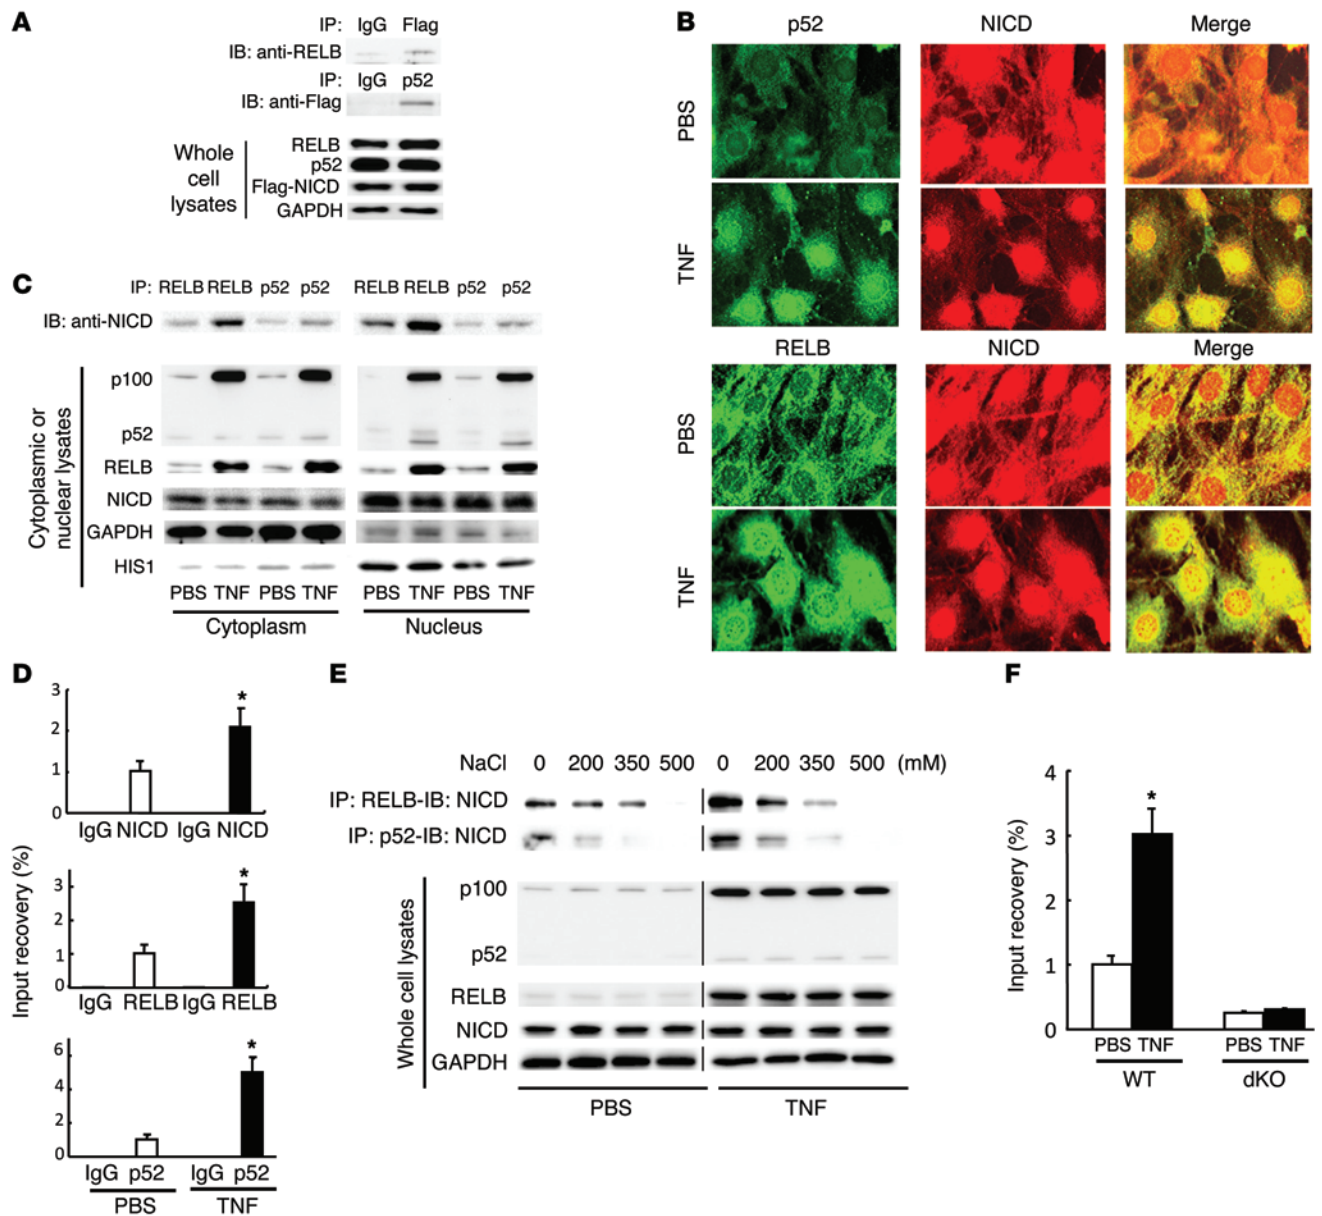 A
IP: IgG Flag
IB: anti-RELB
IP: IgG p52
IB: anti-Flag
Whole cell lysates
RELB
p52
Flag-NICD
GAPDH
B
p52 NICD Merge
PBS
TNF
RELB NICD Merge
PBS
TNF
C
IP: RELB RELB p52 p52 RELB RELB p52 p52
IB: anti-NICD
Cytoplasmic or nuclear lysates
p100
p52
RELB
NICD
GAPDH
HIS1
PBS TNF PBS TNF PBS TNF PBS TNF
Cytoplasm Nucleus
D
Input recovery (%)
3
*
2
1
0
IgG NICD IgG NICD
3
*
2
1
0
IgG RELB IgG RELB
6
*
4
2
0
IgG p52 IgG p52
PBS TNF
E
NaCl 0 200 350 500 0 200 350 500 (mM)
IP: RELB-IB: NICD
IP: p52-IB: NICD
Whole cell lysates
p100
p52
RELB
NICD
GAPDH
PBS TNF
F
Input recovery (%)
4
*
3
2
1
0
PBS TNF PBS TNF
WT dKO